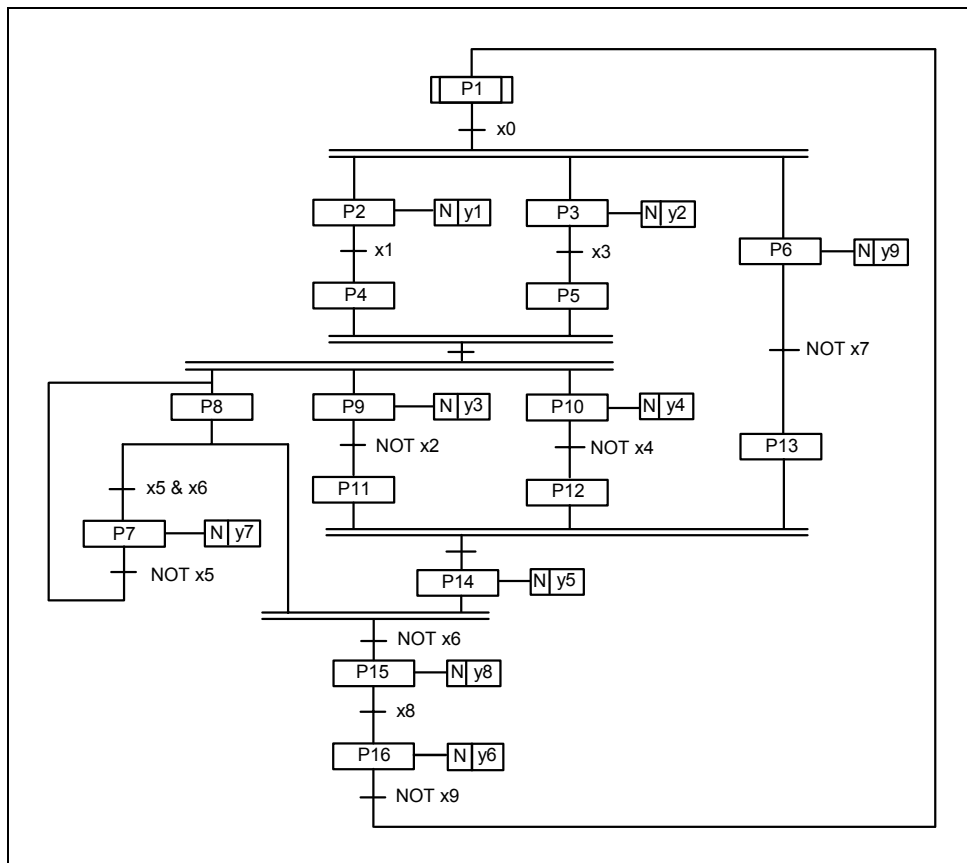 P1
x0
P2 N y1
P3 N y2
P6 N y9
x1
x3
P4
P5
NOT x7
P8
P9 N y3
P10 N y4
NOT x2
NOT x4
P13
x5 & x6
P11
P12
P7 N y7
NOT x5
P14 N y5
NOT x6
P15 N y8
x8
P16 N y6
NOT x9